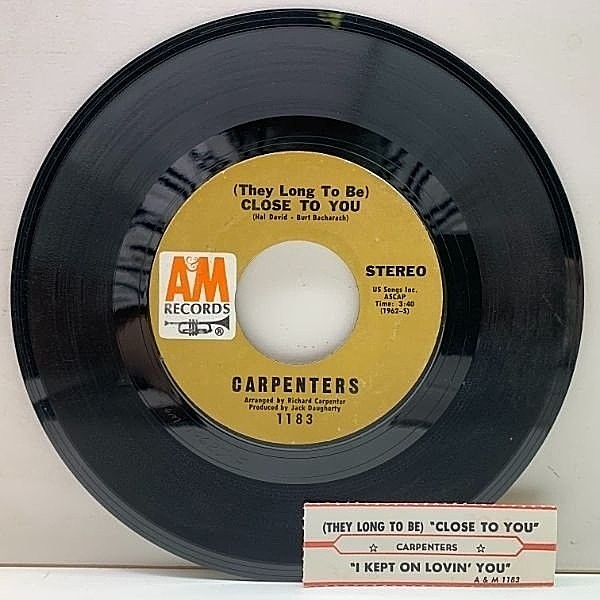 (They Long To Be)
CLOSE TO YOU
(Hal David - Burt Bacharach)
A&M
RECORDS
®
STEREO
US Songs Inc.
ASCAP
Time: 3:40
(1962-S)
CARPENTERS
Arranged by Richard Carpenter
Produced by Jack Daugherty
1183
(THEY LONG TO BE) "CLOSE TO YOU"
☆ CARPENTERS ☆
"I KEPT ON LOVIN' YOU"
A & M 1183